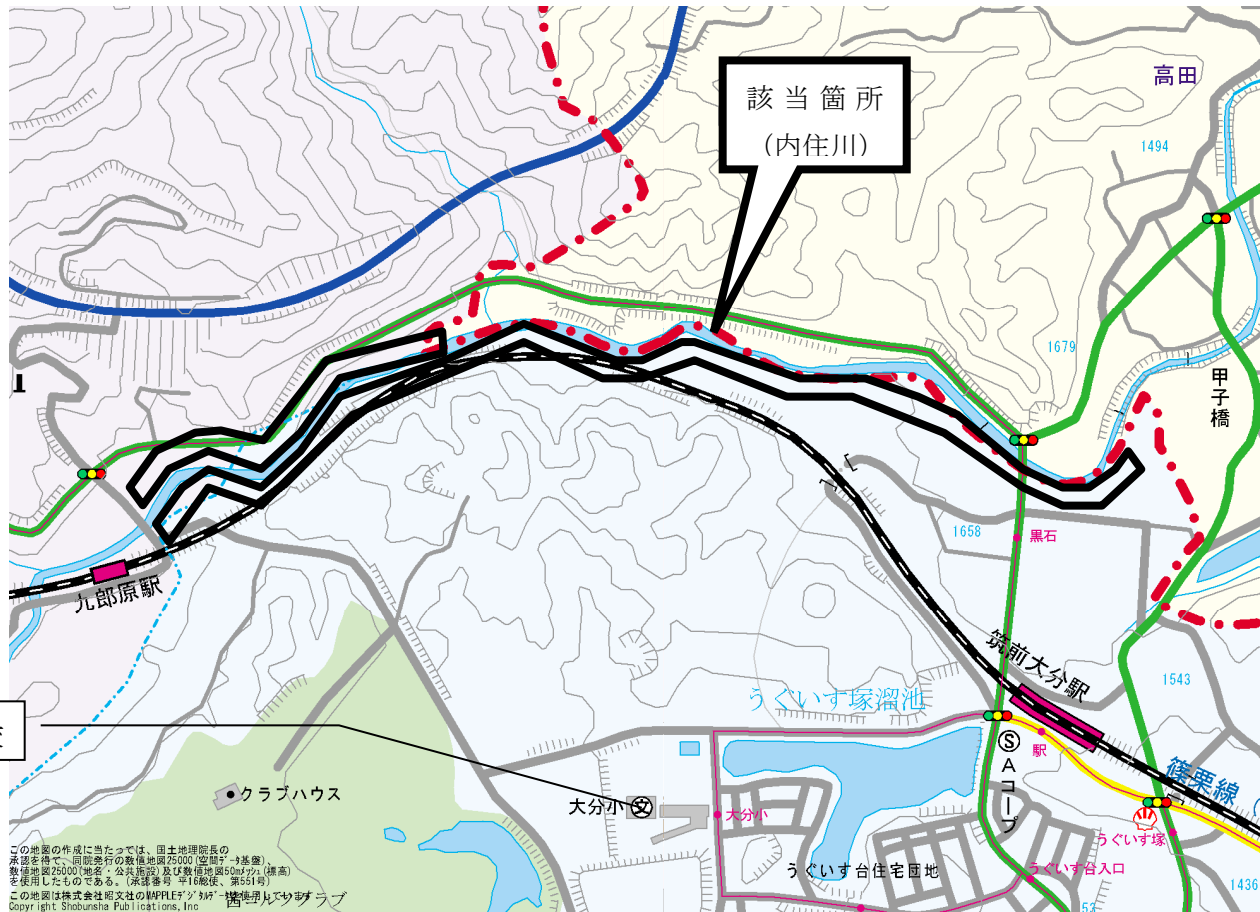 高田
該当箇所
(内住川)
1494
1679
甲子橋
1658
黒石
九郎原駅
筑前大分駅
1543
うぐいす塚溜池
駅
Ⓢ
Aコープ
篠栗線
クラブハウス
大分小
文
大分小
うぐいす塚
うぐいす台住宅団地
うぐいす台入口
1436
53
この地図の作成に当たっては、国土地理院長の
承認を得て、同院発行の数値地図25000(空間データ基盤)、
数値地図25000(地名・公共施設)及び数値地図50mメッシュ(標高)
を使用したものである。(承認番号 平16総使、第551号)
この地図は株式会社昭文社のMAPPLEデジタルデータを使用しています
Copyright Shobunsha Publications, Inc